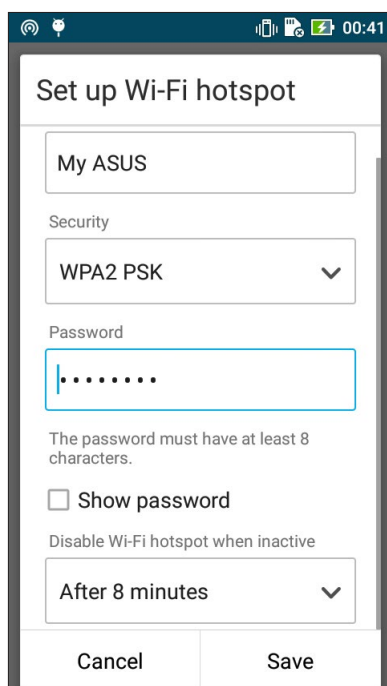 00:41
Set up Wi-Fi hotspot
My ASUS
Security
WPA2 PSK
Password
••••••••
The password must have at least 8
characters.
Show password
Disable Wi-Fi hotspot when inactive
After 8 minutes
Cancel Save